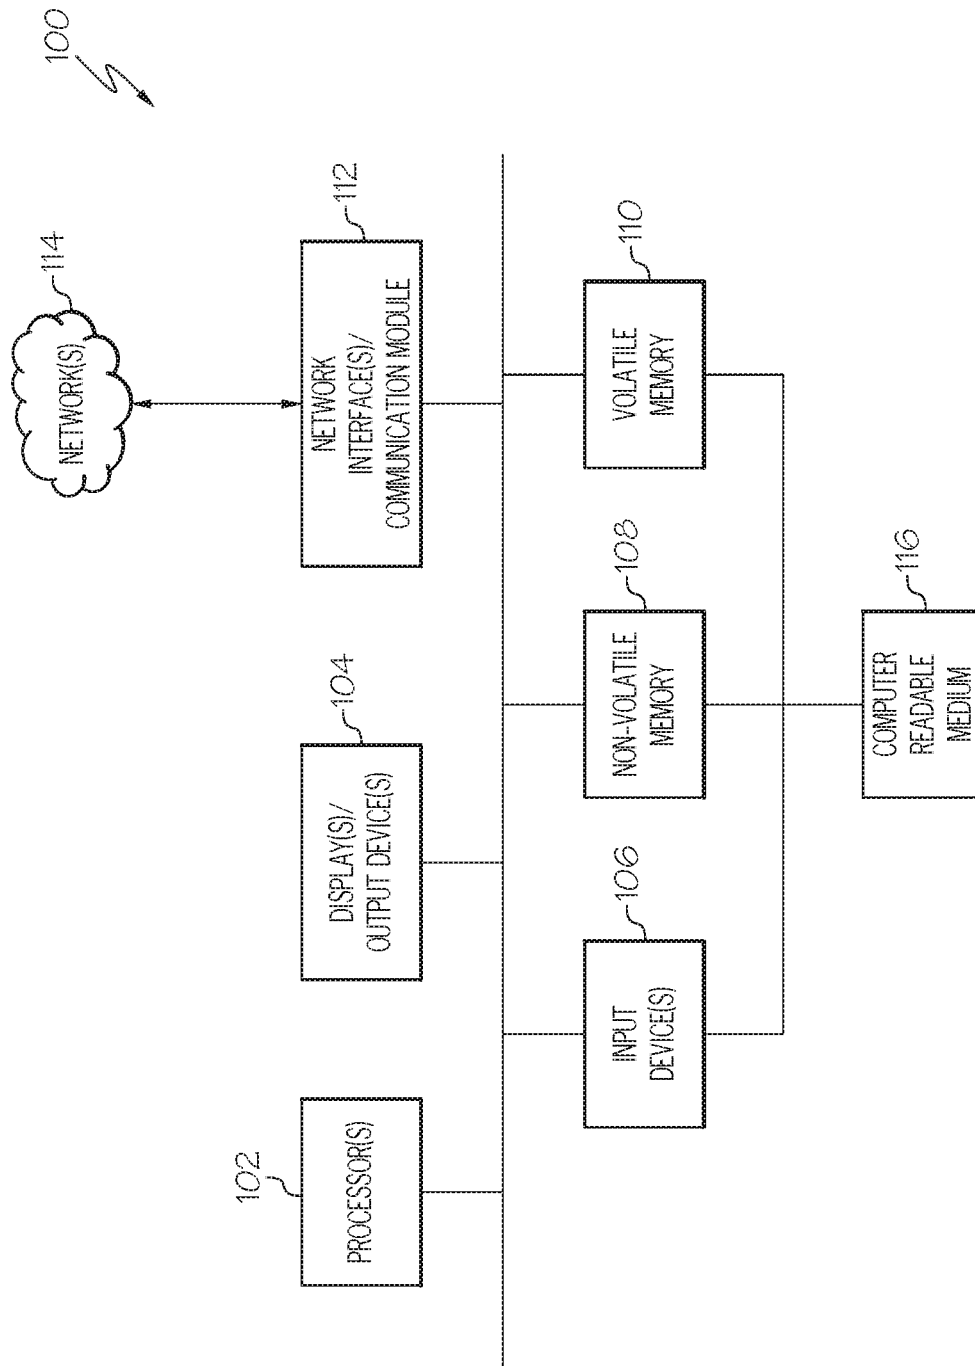 100
114
NETWORK(S)
112
NETWORK
INTERFACE(S)/
COMMUNICATION MODULE
104
DISPLAY(S)/
OUTPUT DEVICE(S)
102
PROCESSOR(S)
106
INPUT
DEVICE(S)
108
NON-VOLATILE
MEMORY
110
VOLATILE
MEMORY
116
COMPUTER
READABLE
MEDIUM